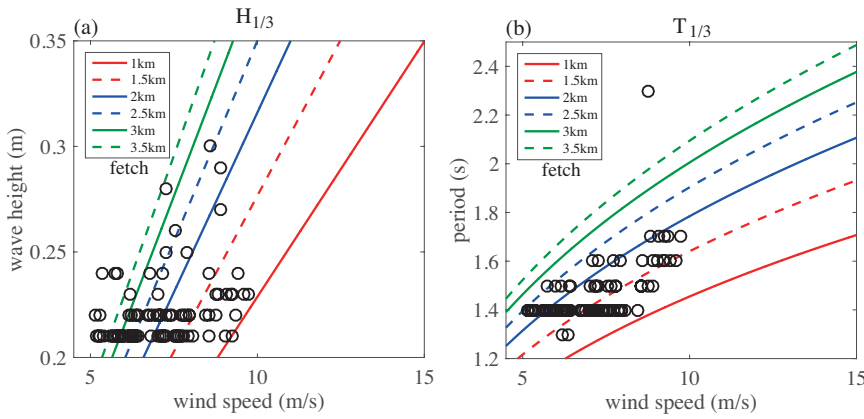 (a)
H1/3
0.35
0.3
0.25
0.2
wave height (m)
1km
1.5km
2km
2.5km
3km
3.5km
fetch
5
10
15
wind speed (m/s)
(b)
T1/3
2.4
2.2
2
1.8
1.6
1.4
1.2
period (s)
1km
1.5km
2km
2.5km
3km
3.5km
fetch
5
10
15
wind speed (m/s)